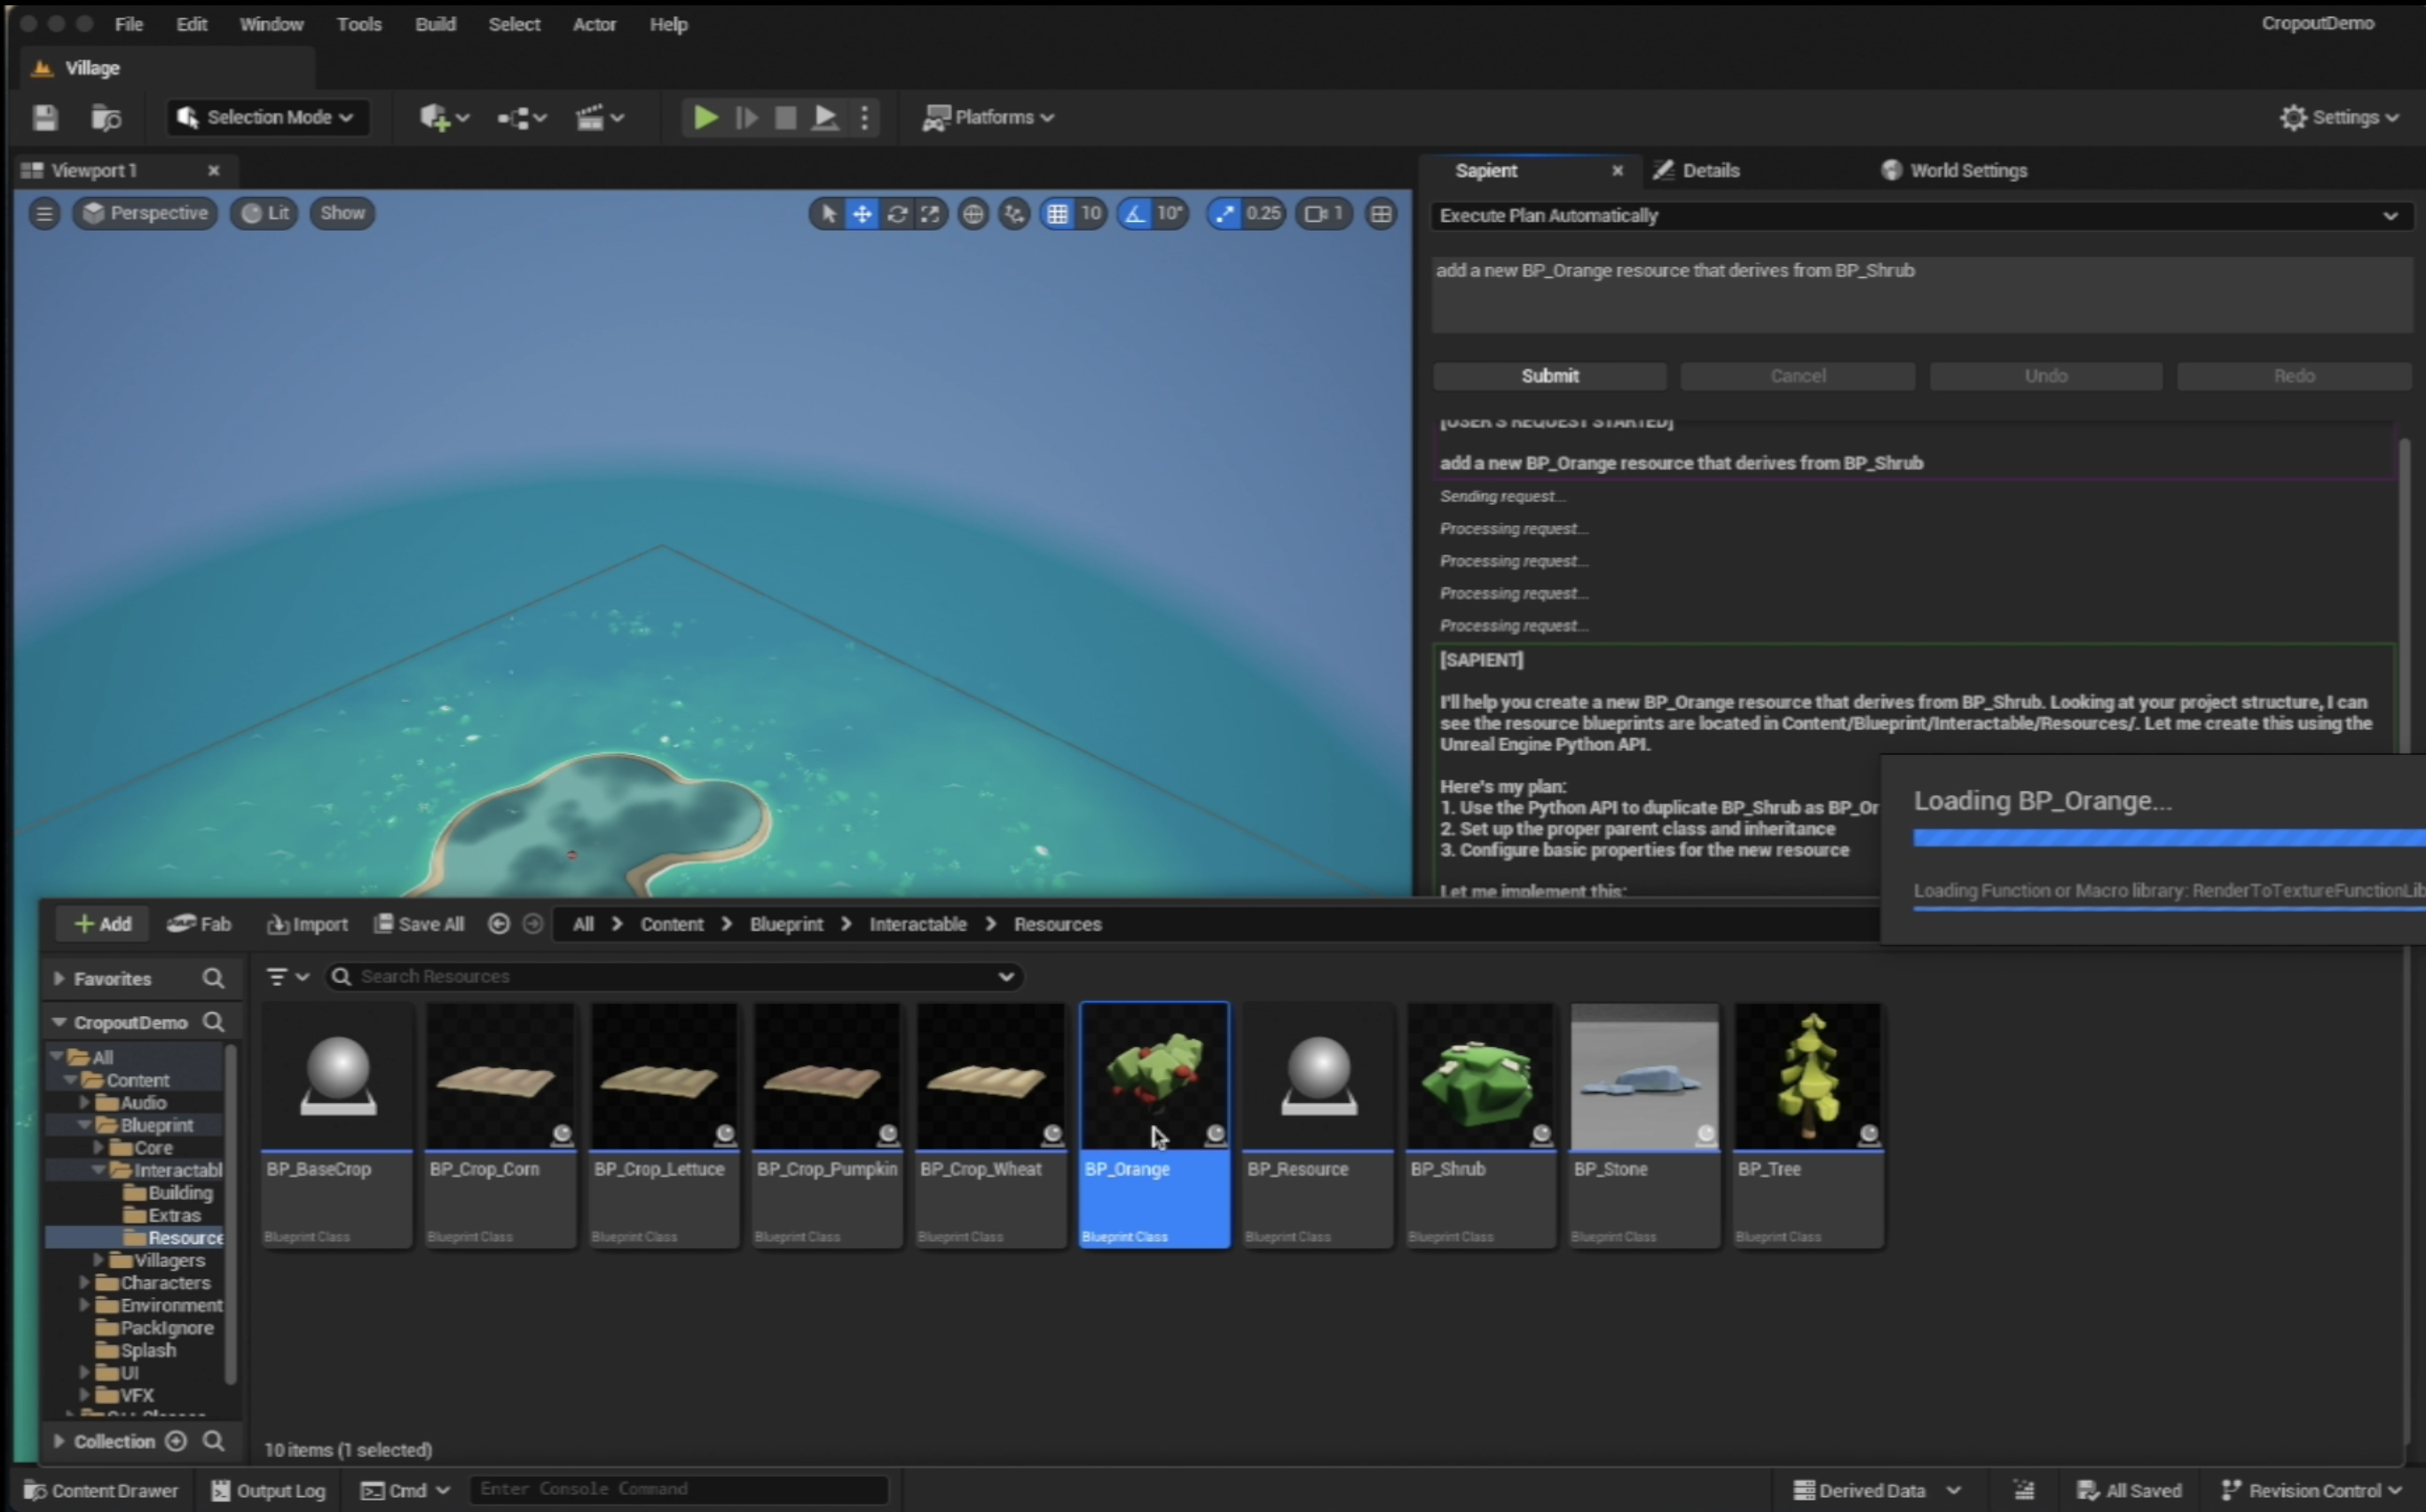 File Edit Window Tools Build Select Actor Help CropoutDemo
Village
Selection Mode Platforms Settings
Viewport 1 Sapient Details World Settings
Perspective Lit Show 10 10° 0.25 1
Execute Plan Automatically
add a new BP_Orange resource that derives from BP_Shrub
Submit Cancel Undo Redo
[USER'S REQUEST STARTED]
add a new BP_Orange resource that derives from BP_Shrub
Sending request...
Processing request...
Processing request...
Processing request...
Processing request...
[SAPIENT]
I'll help you create a new BP_Orange resource that derives from BP_Shrub. Looking at your project structure, I can
see the resource blueprints are located in Content/Blueprint/Interactable/Resources/. Let me create this using the
Unreal Engine Python API.
Here's my plan:
1. Use the Python API to duplicate BP_Shrub as BP_Or
2. Set up the proper parent class and inheritance
3. Configure basic properties for the new resource
Let me implement this:
Loading BP_Orange...
Loading Function or Macro library: RenderToTextureFunctionLib
Add Fab Import Save All All > Content > Blueprint > Interactable > Resources
Favorites
Search Resources
CropoutDemo
All
Content
Audio
Blueprint
Core
Interactabl
Building
Extras
Resource
Villagers
Characters
Environment
PackIgnore
Splash
UI
VFX
BP_BaseCrop BP_Crop_Corn BP_Crop_Lettuce BP_Crop_Pumpkin BP_Crop_Wheat BP_Orange BP_Resource BP_Shrub BP_Stone BP_Tree
Blueprint Class Blueprint Class Blueprint Class Blueprint Class Blueprint Class Blueprint Class Blueprint Class Blueprint Class Blueprint Class Blueprint Class
Collection
10 items (1 selected)
Content Drawer Output Log Cmd Enter Console Command Derived Data All Saved Revision Control